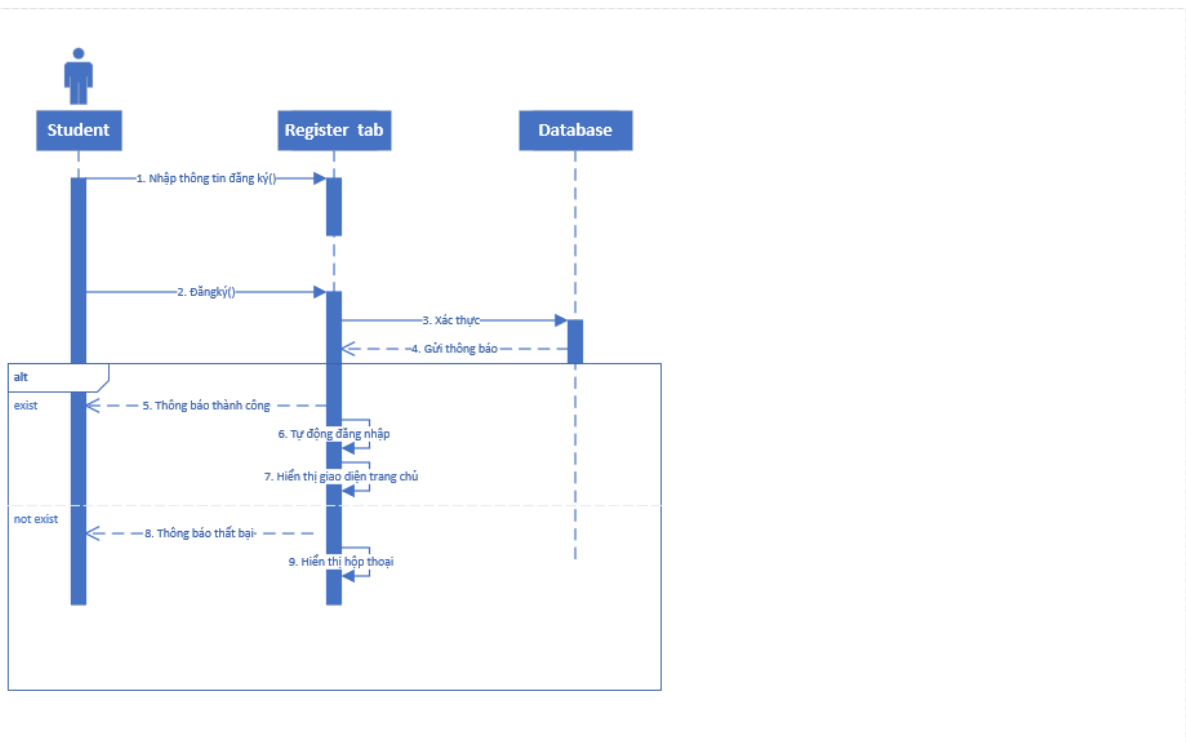 Student
Register tab
Database
1. Nhập thông tin đăng ký()
2. Đăngký()
3. Xác thực
4. Gửi thông báo
alt
exist
5. Thông báo thành công
6. Tự động đăng nhập
7. Hiển thị giao diện trang chủ
not exist
8. Thông báo thất bại
9. Hiển thị hộp thoại